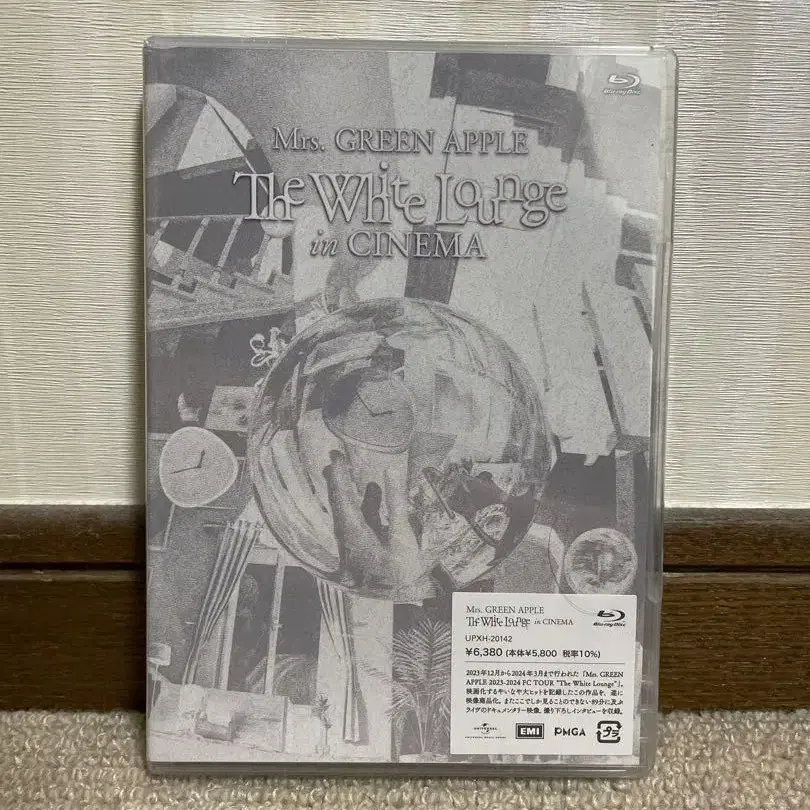 Blu-ray Disc
Mrs. GREEN APPLE
The White Lounge
in CINEMA
Mrs. GREEN APPLE
The White Lounge in CINEMA
Blu-ray Disc
UPXH-20142
¥6,380 (本体¥5,800 税率10%)
2023年12月から2024年3月まで行われた「Mrs. GREEN
APPLE 2023-2024 FC TOUR "The White Lounge"」。
映画化するやいなや大ヒットを記録したこの作品を、遂に
映像商品化。またここでしか見ることのできない89分に及ぶ
ライヴのドキュメンタリー映像、撮り下ろしインタビューを収録。
UNIVERSAL
UNIVERSAL MUSIC GROUP
EMI
PMGA
プラ